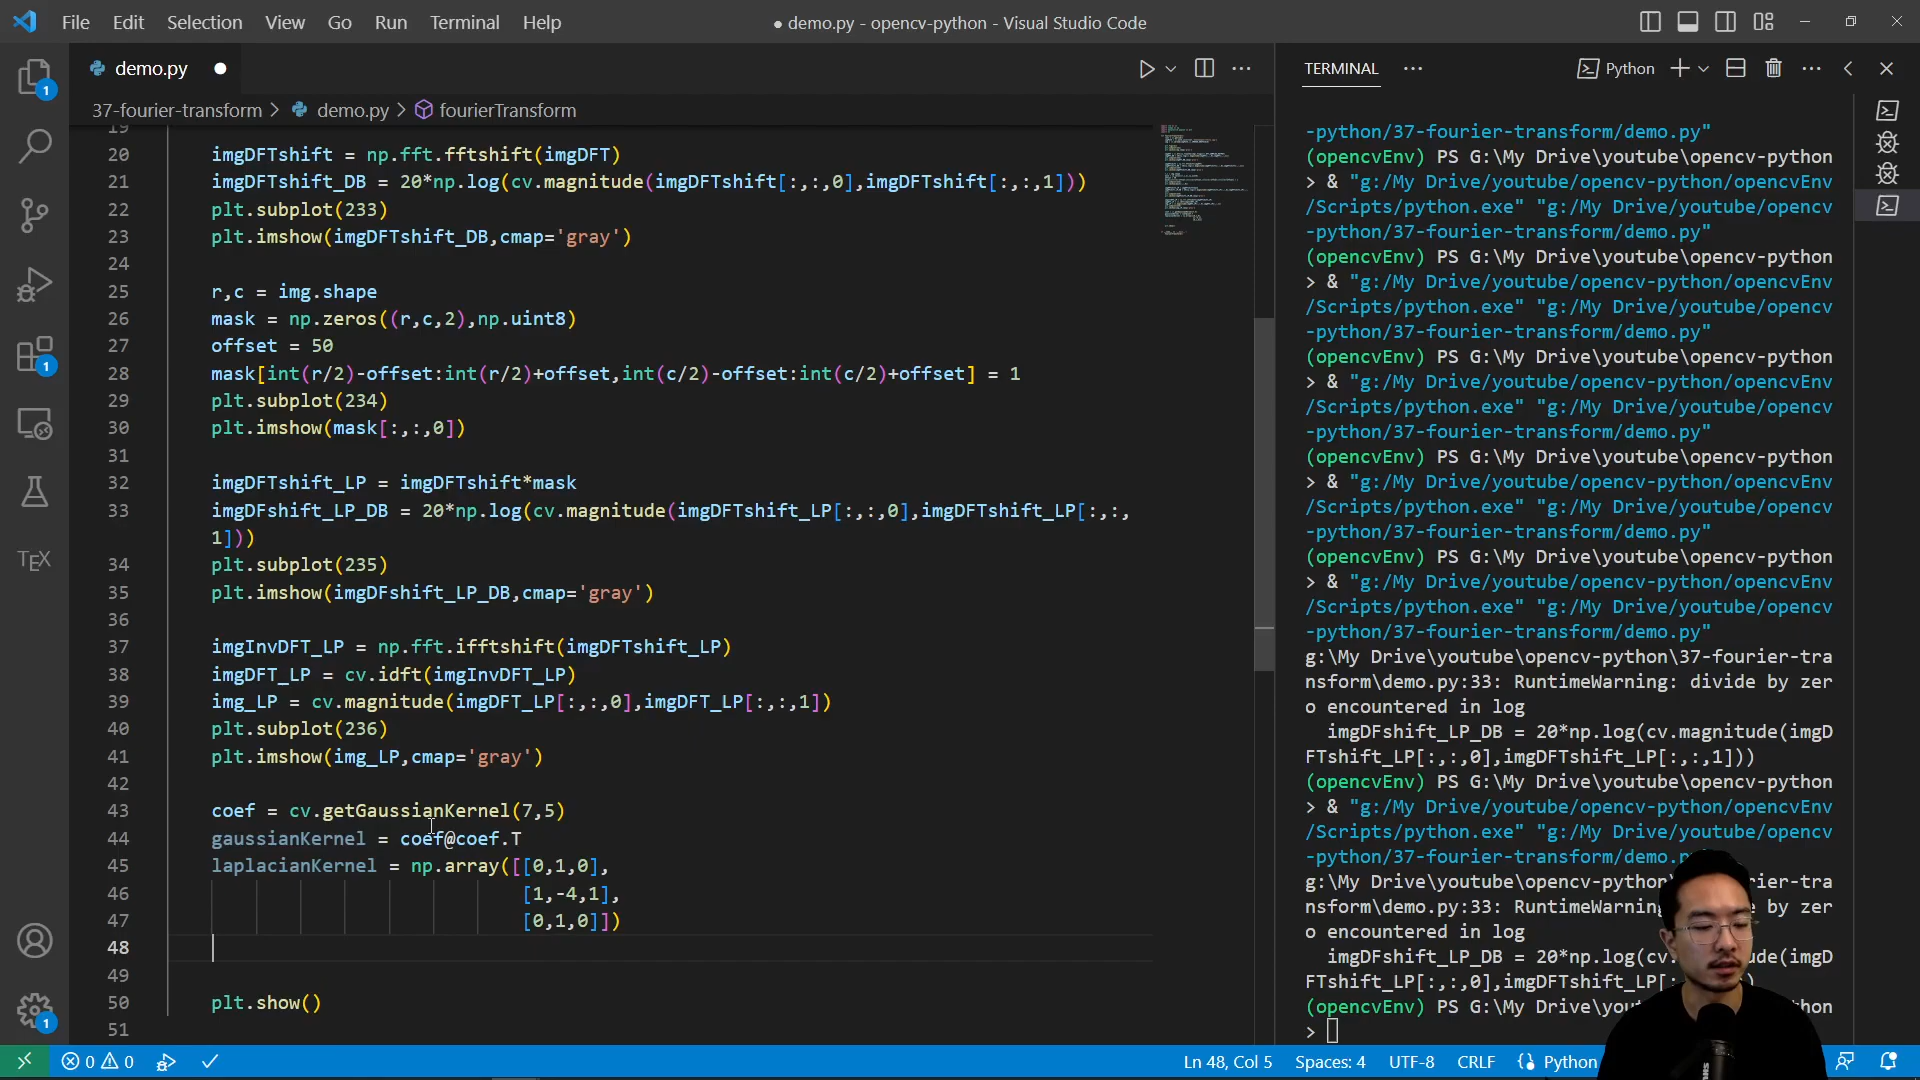 File Edit Selection View Go Run Terminal Help
● demo.py - opencv-python - Visual Studio Code
demo.py
37-fourier-transform > demo.py > fourierTransform
19
20 imgDFTshift = np.fft.fftshift(imgDFT)
21 imgDFTshift_DB = 20*np.log(cv.magnitude(imgDFTshift[:,:,0],imgDFTshift[:,:,1]))
22 plt.subplot(233)
23 plt.imshow(imgDFTshift_DB,cmap='gray')
24
25 r,c = img.shape
26 mask = np.zeros((r,c,2),np.uint8)
27 offset = 50
28 mask[int(r/2)-offset:int(r/2)+offset,int(c/2)-offset:int(c/2)+offset] = 1
29 plt.subplot(234)
30 plt.imshow(mask[:,:,0])
31
32 imgDFTshift_LP = imgDFTshift*mask
33 imgDFshift_LP_DB = 20*np.log(cv.magnitude(imgDFTshift_LP[:,:,0],imgDFTshift_LP[:,:,
1]))
34 plt.subplot(235)
35 plt.imshow(imgDFshift_LP_DB,cmap='gray')
36
37 imgInvDFT_LP = np.fft.ifftshift(imgDFTshift_LP)
38 imgDFT_LP = cv.idft(imgInvDFT_LP)
39 img_LP = cv.magnitude(imgDFT_LP[:,:,0],imgDFT_LP[:,:,1])
40 plt.subplot(236)
41 plt.imshow(img_LP,cmap='gray')
42
43 coef = cv.getGaussianKernel(7,5)
44 gaussianKernel = coef@coef.T
45 laplacianKernel = np.array([[0,1,0],
46 [1,-4,1],
47 [0,1,0]])
48
49
50 plt.show()
51
TERMINAL
Python
-python/37-fourier-transform/demo.py"
(opencvEnv) PS G:\My Drive\youtube\opencv-python
> & "g:/My Drive/youtube/opencv-python/opencvEnv
/Scripts/python.exe" "g:/My Drive/youtube/opencv
-python/37-fourier-transform/demo.py"
(opencvEnv) PS G:\My Drive\youtube\opencv-python
> & "g:/My Drive/youtube/opencv-python/opencvEnv
/Scripts/python.exe" "g:/My Drive/youtube/opencv
-python/37-fourier-transform/demo.py"
(opencvEnv) PS G:\My Drive\youtube\opencv-python
> & "g:/My Drive/youtube/opencv-python/opencvEnv
/Scripts/python.exe" "g:/My Drive/youtube/opencv
-python/37-fourier-transform/demo.py"
(opencvEnv) PS G:\My Drive\youtube\opencv-python
> & "g:/My Drive/youtube/opencv-python/opencvEnv
/Scripts/python.exe" "g:/My Drive/youtube/opencv
-python/37-fourier-transform/demo.py"
(opencvEnv) PS G:\My Drive\youtube\opencv-python
> & "g:/My Drive/youtube/opencv-python/opencvEnv
/Scripts/python.exe" "g:/My Drive/youtube/opencv
-python/37-fourier-transform/demo.py"
g:\My Drive\youtube\opencv-python\37-fourier-tra
nsform\demo.py:33: RuntimeWarning: divide by zer
o encountered in log
imgDFshift_LP_DB = 20*np.log(cv.magnitude(imgD
FTshift_LP[:,:,0],imgDFTshift_LP[:,:,1]))
(opencvEnv) PS G:\My Drive\youtube\opencv-python
> & "g:/My Drive/youtube/opencv-python/opencvEnv
/Scripts/python.exe" "g:/My Drive/youtube/opencv
-python/37-fourier-transform/demo.p
g:\My Drive\youtube\opencv-python rier-tra
nsform\demo.py:33: RuntimeWarning e by zer
o encountered in log
imgDFshift_LP_DB = 20*np.log(cv. ude(imgD
FTshift_LP[:,:,0],imgDFTshift_LP[:
(opencvEnv) PS G:\My Drive\yout hon
>
TEX
1
1
1
0 0
Ln 48, Col 5
Spaces: 4
UTF-8
CRLF
Python